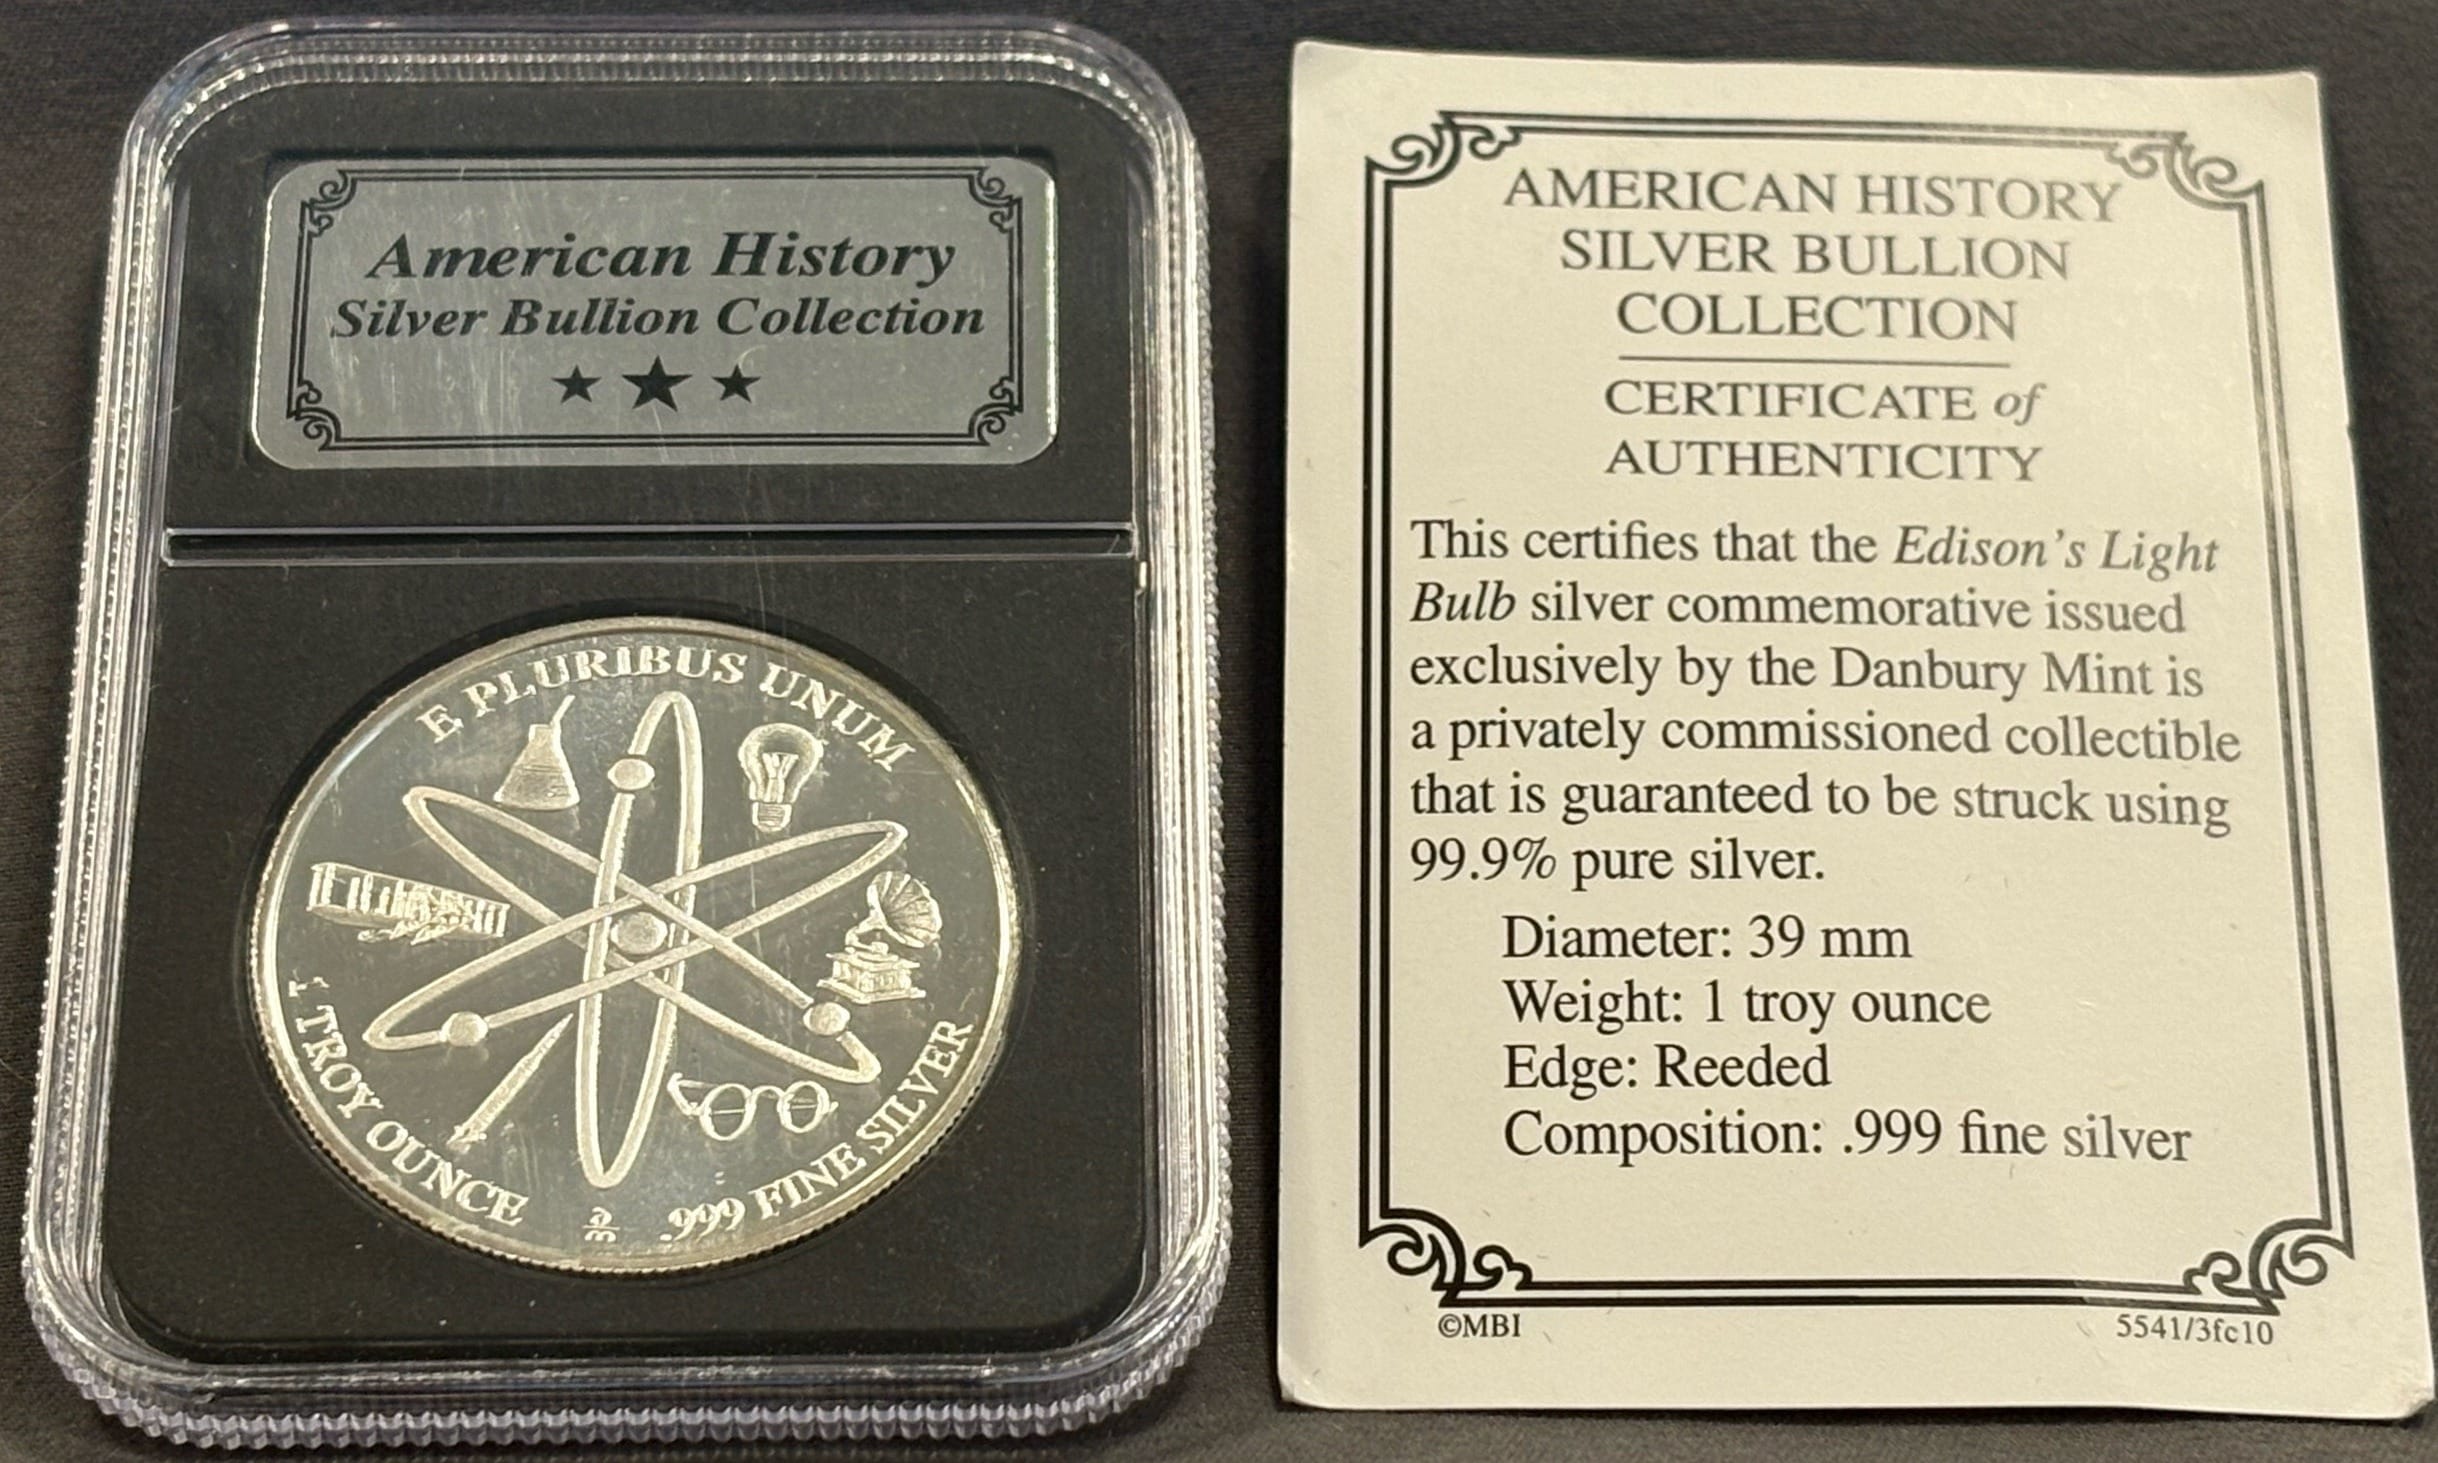 American History
Silver Bullion Collection
E PLURIBUS UNUM
1 TROY OUNCE
.999 FINE SILVER
AMERICAN HISTORY
SILVER BULLION
COLLECTION
CERTIFICATE of
AUTHENTICITY
This certifies that the Edison's Light
Bulb silver commemorative issued
exclusively by the Danbury Mint is
a privately commissioned collectible
that is guaranteed to be struck using
99.9% pure silver.
Diameter: 39 mm
Weight: 1 troy ounce
Edge: Reeded
Composition: .999 fine silver
©MBI
5541/3fc10